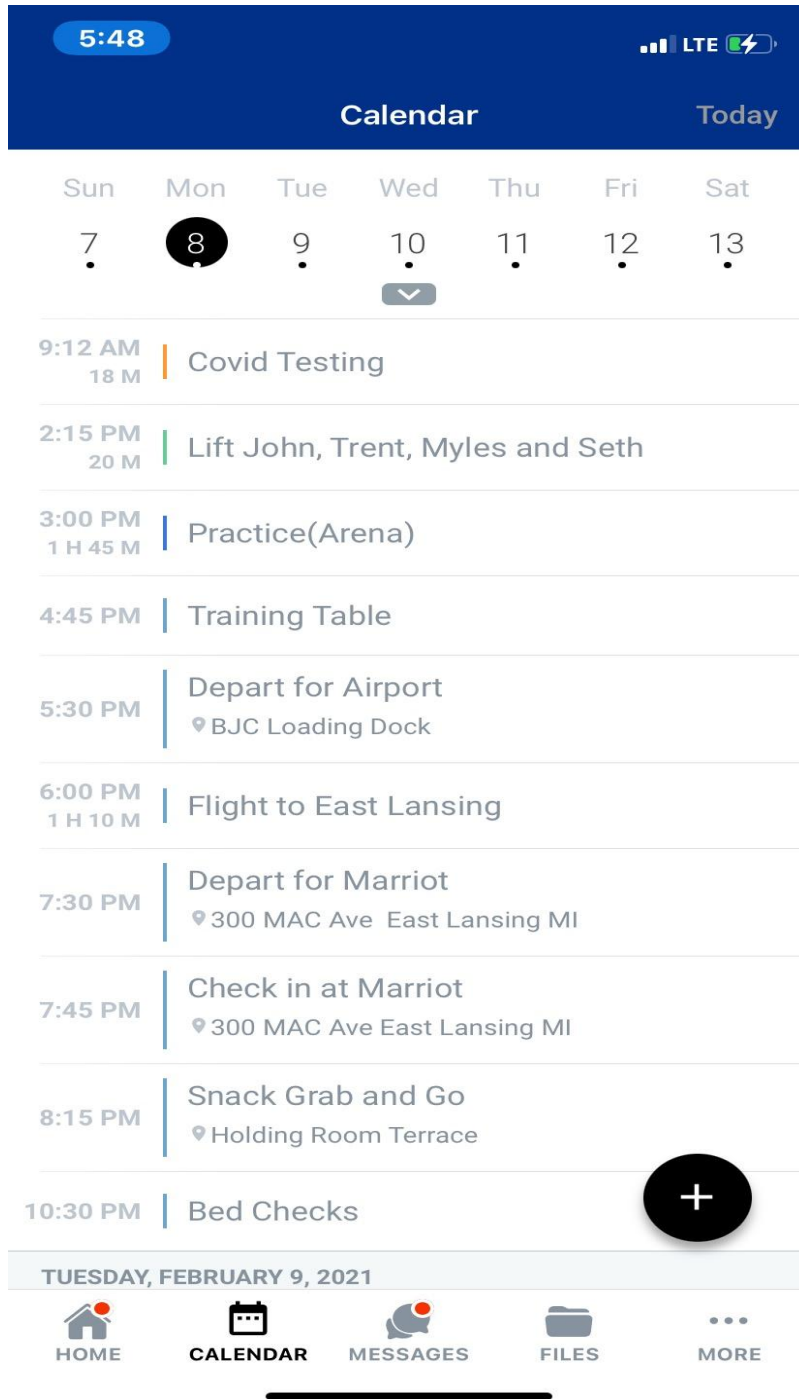 5:48
LTE
Calendar
Today
Sun Mon Tue Wed Thu Fri Sat
7 8 9 10 11 12 13
9:12 AM
18 M
Covid Testing
2:15 PM
20 M
Lift John, Trent, Myles and Seth
3:00 PM
1 H 45 M
Practice(Arena)
4:45 PM
Training Table
5:30 PM
Depart for Airport
BJC Loading Dock
6:00 PM
1 H 10 M
Flight to East Lansing
7:30 PM
Depart for Marriot
300 MAC Ave  East Lansing MI
7:45 PM
Check in at Marriot
300 MAC Ave East Lansing MI
8:15 PM
Snack Grab and Go
Holding Room Terrace
10:30 PM
Bed Checks
TUESDAY, FEBRUARY 9, 2021
HOME CALENDAR MESSAGES FILES MORE